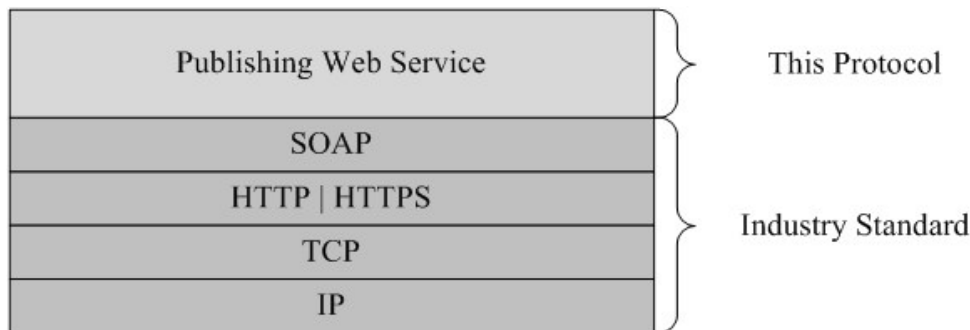 Publishing Web Service
This Protocol
SOAP
HTTP | HTTPS
TCP
IP
Industry Standard